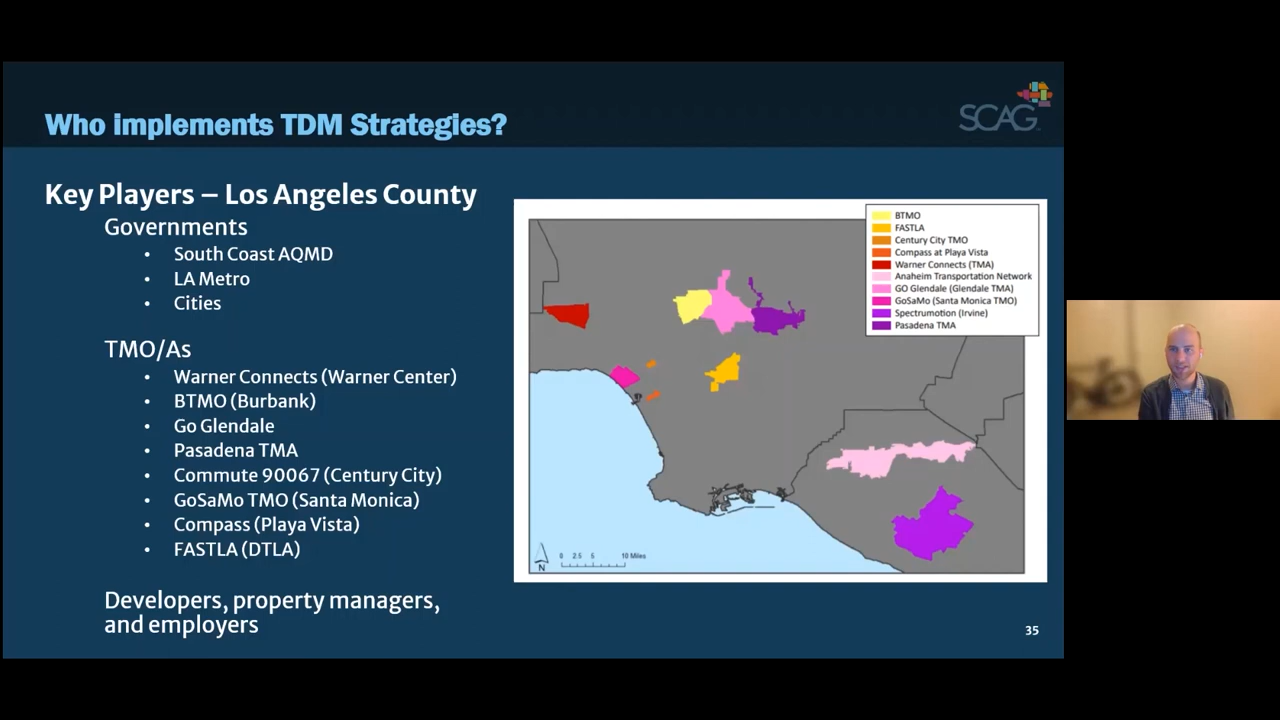 Who implements TDM Strategies?
SCAG
Key Players – Los Angeles County
Governments
• South Coast AQMD
• LA Metro
• Cities
TMO/As
• Warner Connects (Warner Center)
• BTMO (Burbank)
• Go Glendale
• Pasadena TMA
• Commute 90067 (Century City)
• GoSaMo TMO (Santa Monica)
• Compass (Playa Vista)
• FASTLA (DTLA)
Developers, property managers,
and employers
BTMO
FASTLA
Century City TMO
Compass at Playa Vista
Warner Connects (TMA)
Anaheim Transportation Network
GO Glendale (Glendale TMA)
GoSaMo (Santa Monica TMO)
Spectrumotion (Irvine)
Pasadena TMA
N
0 2.5 5 10 Miles
35